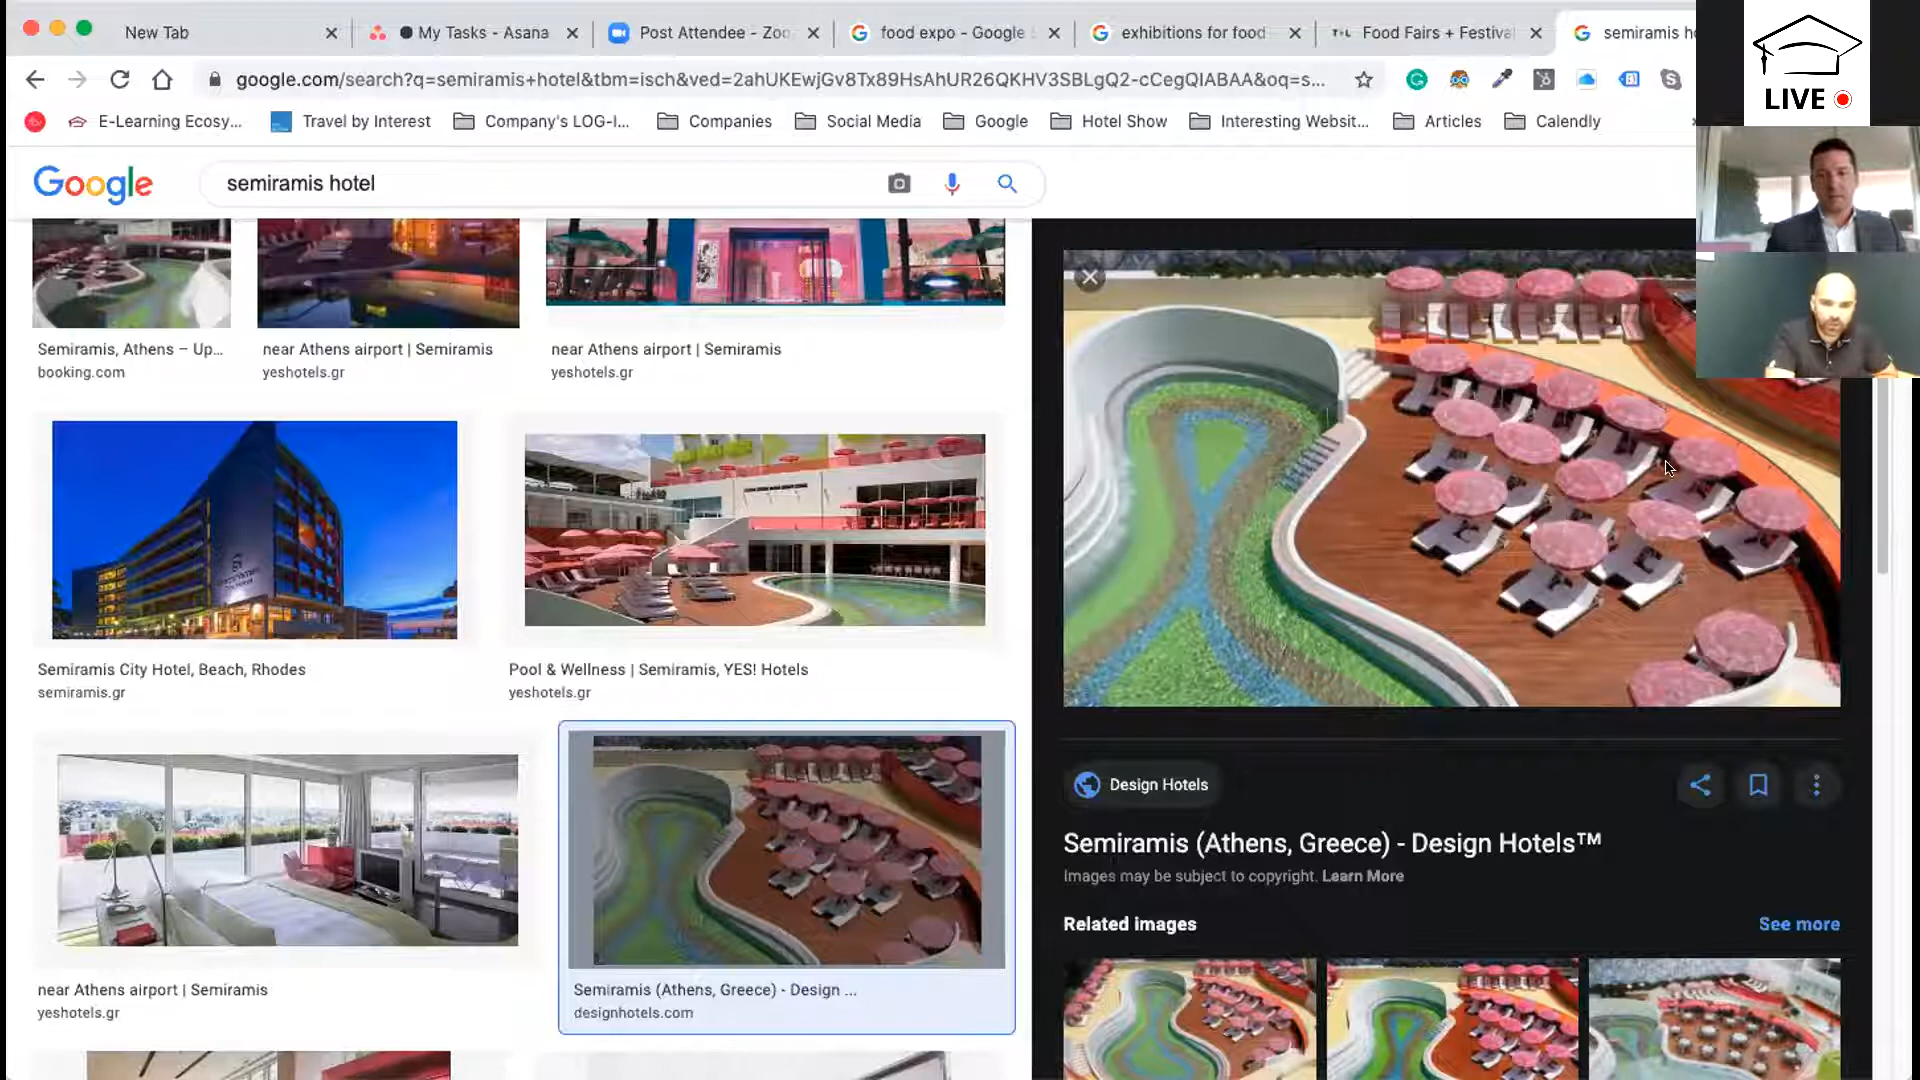 New Tab
My Tasks - Asana
Post Attendee - Zoo
food expo - Google
exhibitions for food
T+L
Food Fairs + Festival
semiramis ho
google.com/search?q=semiramis+hotel&tbm=isch&ved=2ahUKEwjGv8Tx89HsAhUR26QKHV3SBLgQ2-cCegQIABAA&oq=s...
LIVE
E-Learning Ecosy...
Travel by Interest
Company's LOG-I...
Companies
Social Media
Google
Hotel Show
Interesting Websit...
Articles
Calendly
Google
semiramis hotel
Semiramis, Athens – Up...
booking.com
near Athens airport | Semiramis
yeshotels.gr
near Athens airport | Semiramis
yeshotels.gr
Semiramis City Hotel, Beach, Rhodes
semiramis.gr
Pool & Wellness | Semiramis, YES! Hotels
yeshotels.gr
near Athens airport | Semiramis
yeshotels.gr
Semiramis (Athens, Greece) - Design ...
designhotels.com
Design Hotels
Semiramis (Athens, Greece) - Design Hotels™
Images may be subject to copyright. Learn More
Related images
See more